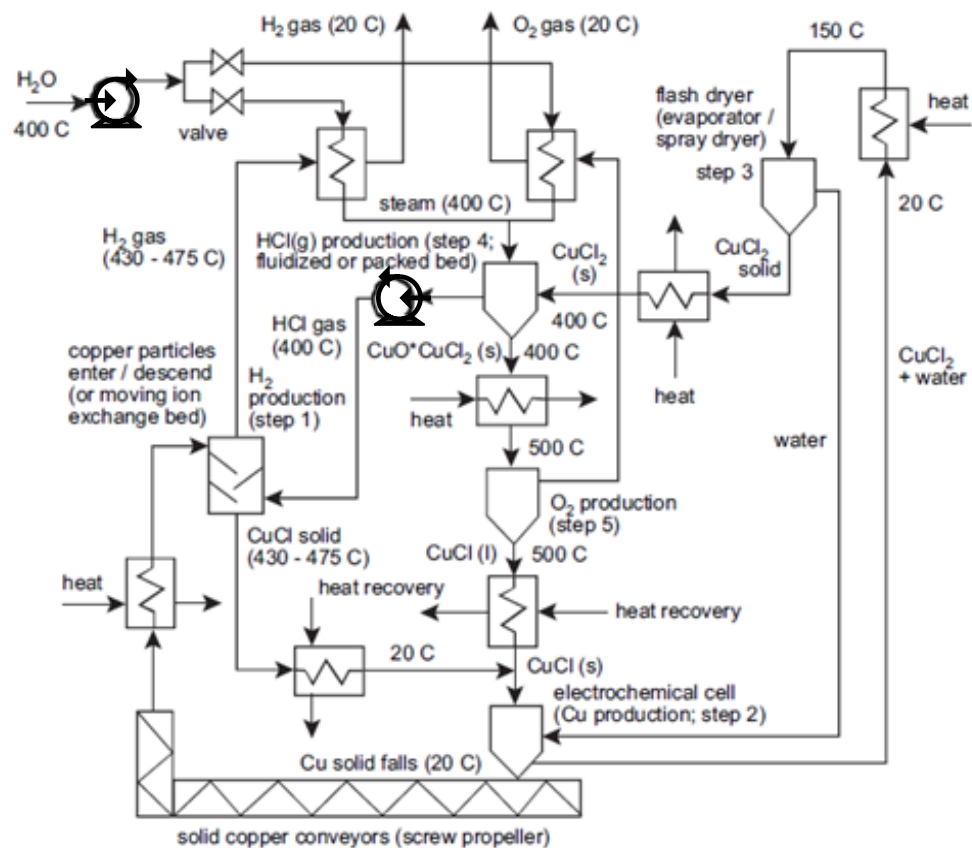 H2 gas (20 C)
O2 gas (20 C)
150 C
H2O
400 C
valve
flash dryer
(evaporator /
spray dryer)
step 3
heat
20 C
steam (400 C)
H2 gas
(430 - 475 C)
HCl(g) production (step 4;
fluidized or packed bed)
CuCl2
(s)
CuCl2
solid
HCl gas
(400 C)
400 C
CuO*CuCl2 (s)
400 C
copper particles
enter / descend
(or moving ion
exchange bed)
H2
production
(step 1)
heat
heat
CuCl2
+ water
500 C
water
O2 production
(step 5)
CuCl solid
(430 - 475 C)
CuCl (l)
500 C
heat
heat recovery
heat recovery
20 C
CuCl (s)
electrochemical cell
(Cu production; step 2)
Cu solid falls (20 C)
solid copper conveyors (screw propeller)